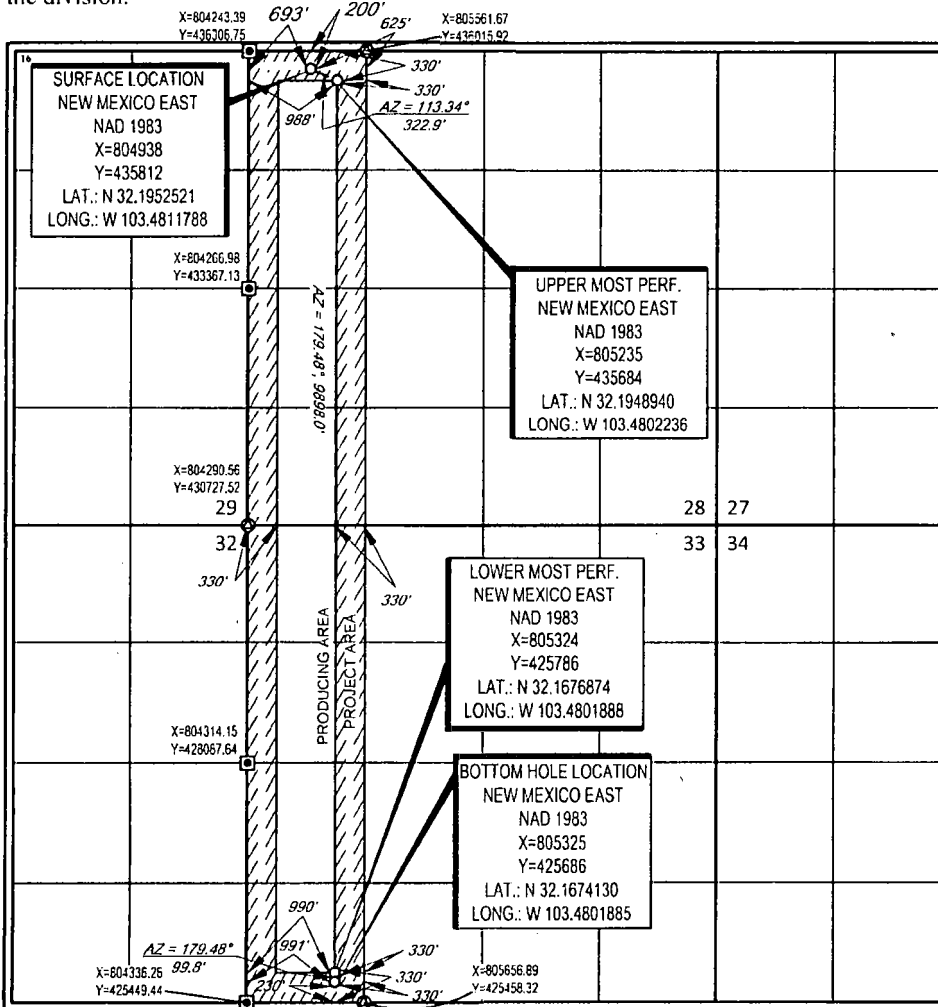 the division.
X=804243.39
Y=436306.75
693'
200'
625'
X=805561.67
Y=436015.92
16
SURFACE LOCATION
NEW MEXICO EAST
NAD 1983
X=804938
Y=435812
LAT.: N 32.1952521
LONG.: W 103.4811788
330'
330'
988'
AZ = 113.34°
322.9'
X=804266.98
Y=433367.13
AZ = 179.48°, 9898.0'
UPPER MOST PERF.
NEW MEXICO EAST
NAD 1983
X=805235
Y=435684
LAT.: N 32.1948940
LONG.: W 103.4802236
X=804290.56
Y=430727.52
29
32
28 27
33 34
330'
330'
PRODUCING AREA
PROJECT AREA
LOWER MOST PERF.
NEW MEXICO EAST
NAD 1983
X=805324
Y=425786
LAT.: N 32.1676874
LONG.: W 103.4801888
X=804314.15
Y=428067.64
BOTTOM HOLE LOCATION
NEW MEXICO EAST
NAD 1983
X=805325
Y=425686
LAT.: N 32.1674130
LONG.: W 103.4801885
990'
AZ = 179.48°
99.8'
991'
330'
330'
230'
330'
X=804336.26
Y=425449.44
X=805656.89
Y=425458.32